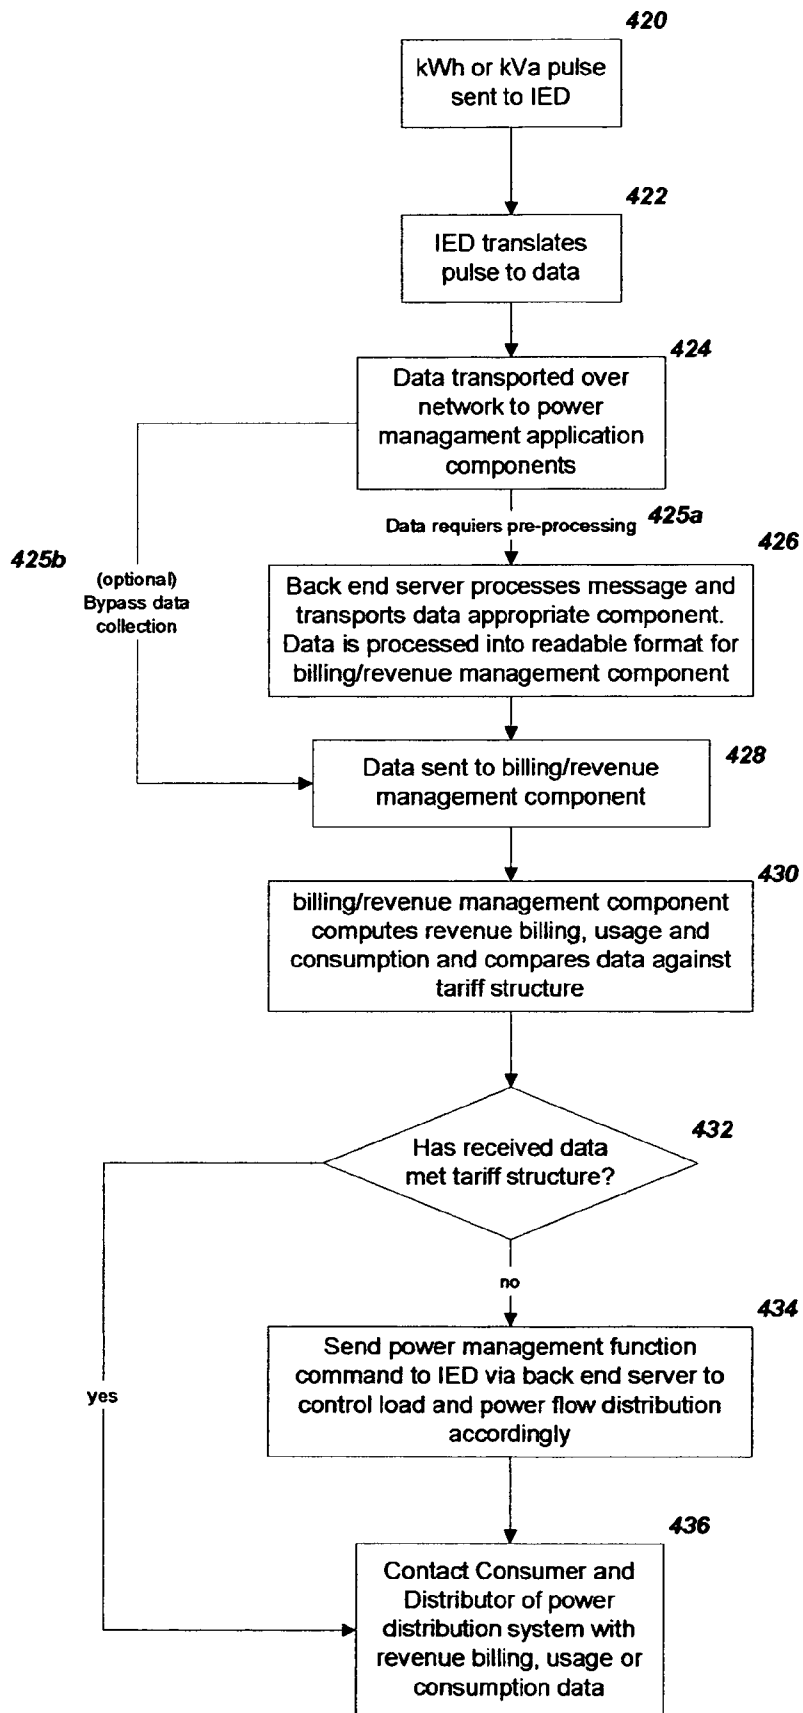 420
kWh or kVa pulse
sent to IED
422
IED translates
pulse to data
424
Data transported over
network to power
managament application
components
Data requiers pre-processing
425a
425b
(optional)
Bypass data
collection
426
Back end server processes message and
transports data appropriate component.
Data is processed into readable format for
billing/revenue management component
428
Data sent to billing/revenue
management component
430
billing/revenue management component
computes revenue billing, usage and
consumption and compares data against
tariff structure
432
Has received data
met tariff structure?
no
yes
434
Send power management function
command to IED via back end server to
control load and power flow distribution
accordingly
436
Contact Consumer and
Distributor of power
distribution system with
revenue billing, usage or
consumption data